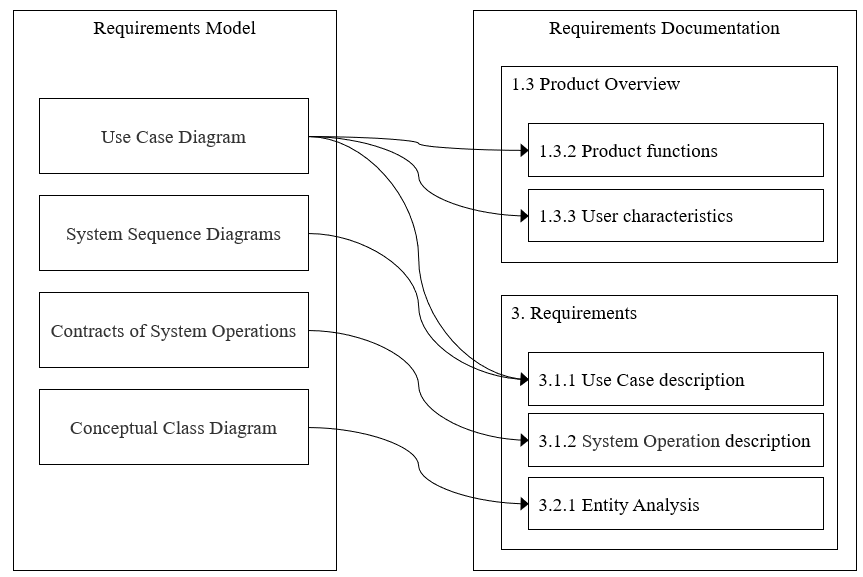 Requirements Model
Use Case Diagram
System Sequence Diagrams
Contracts of System Operations
Conceptual Class Diagram
Requirements Documentation
1.3 Product Overview
1.3.2 Product functions
1.3.3 User characteristics
3. Requirements
3.1.1 Use Case description
3.1.2 System Operation description
3.2.1 Entity Analysis